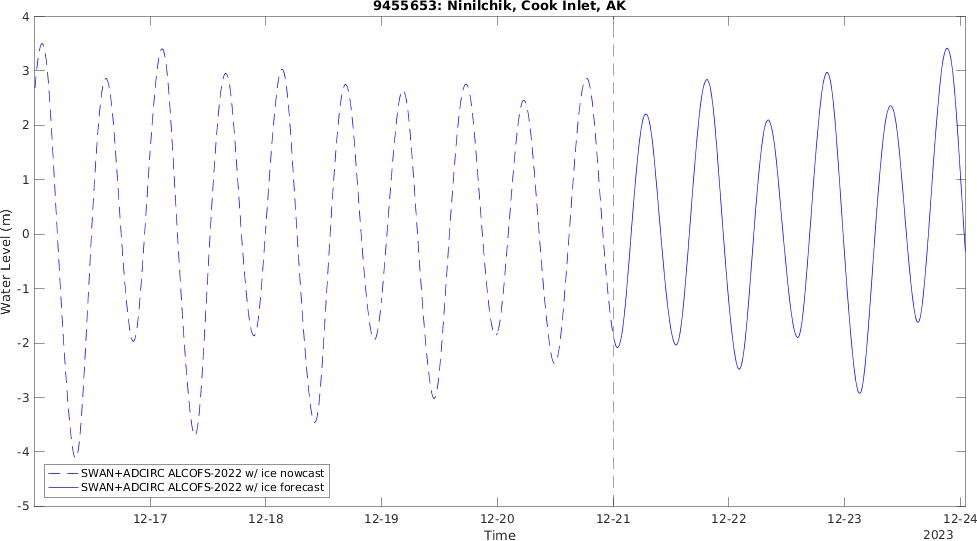 9455653: Ninilchik, Cook Inlet, AK
Water Level (m)
4
3
2
1
0
-1
-2
-3
-4
-5
SWAN+ADCIRC ALCOFS-2022 w/ ice nowcast
SWAN+ADCIRC ALCOFS-2022 w/ ice forecast
12-17 12-18 12-19 12-20 12-21 12-22 12-23 12-24
Time
2023